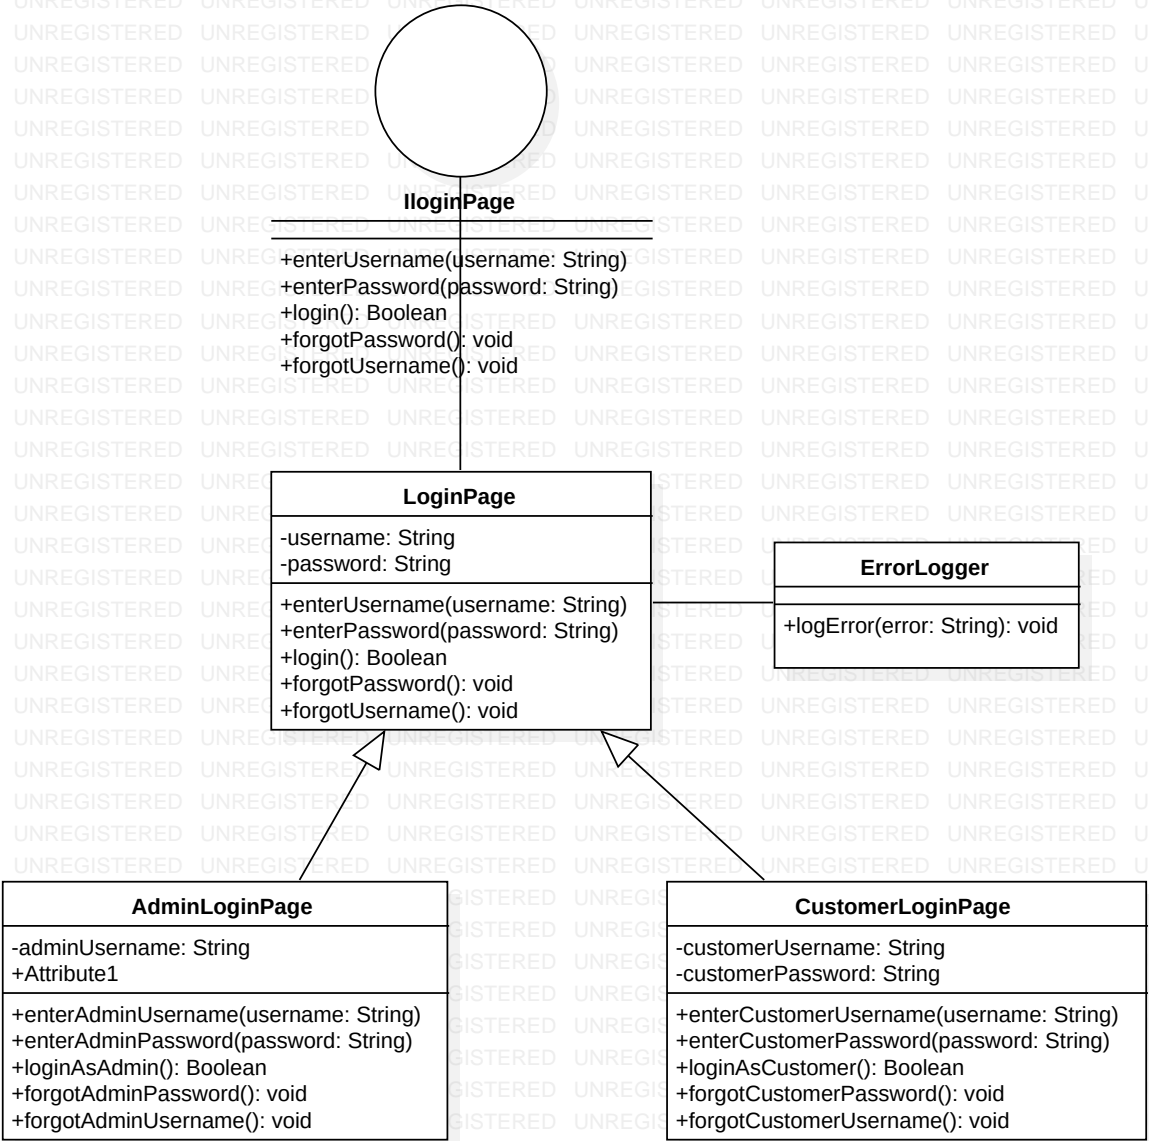 IloginPage
+enterUsername(username: String)
+enterPassword(password: String)
+login(): Boolean
+forgotPassword(): void
+forgotUsername(): void
LoginPage
-username: String
-password: String
+enterUsername(username: String)
+enterPassword(password: String)
+login(): Boolean
+forgotPassword(): void
+forgotUsername(): void
ErrorLogger
+logError(error: String): void
AdminLoginPage
-adminUsername: String
+Attribute1
+enterAdminUsername(username: String)
+enterAdminPassword(password: String)
+loginAsAdmin(): Boolean
+forgotAdminPassword(): void
+forgotAdminUsername(): void
CustomerLoginPage
-customerUsername: String
-customerPassword: String
+enterCustomerUsername(username: String)
+enterCustomerPassword(password: String)
+loginAsCustomer(): Boolean
+forgotCustomerPassword(): void
+forgotCustomerUsername(): void
UNREGISTERED